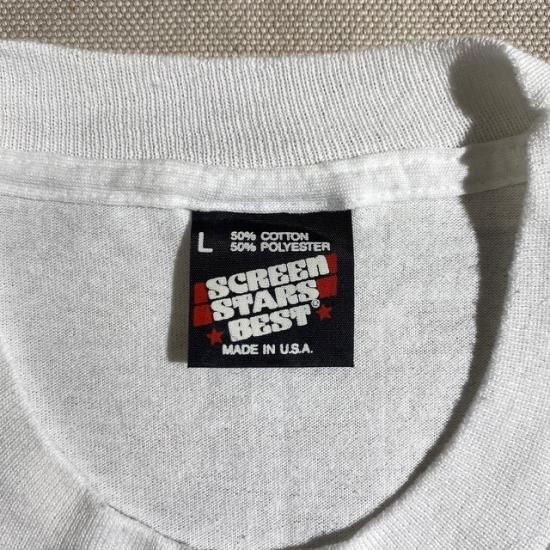 L
50% COTTON
50% POLYESTER
SCREEN
STARS
BEST®
MADE IN U.S.A.